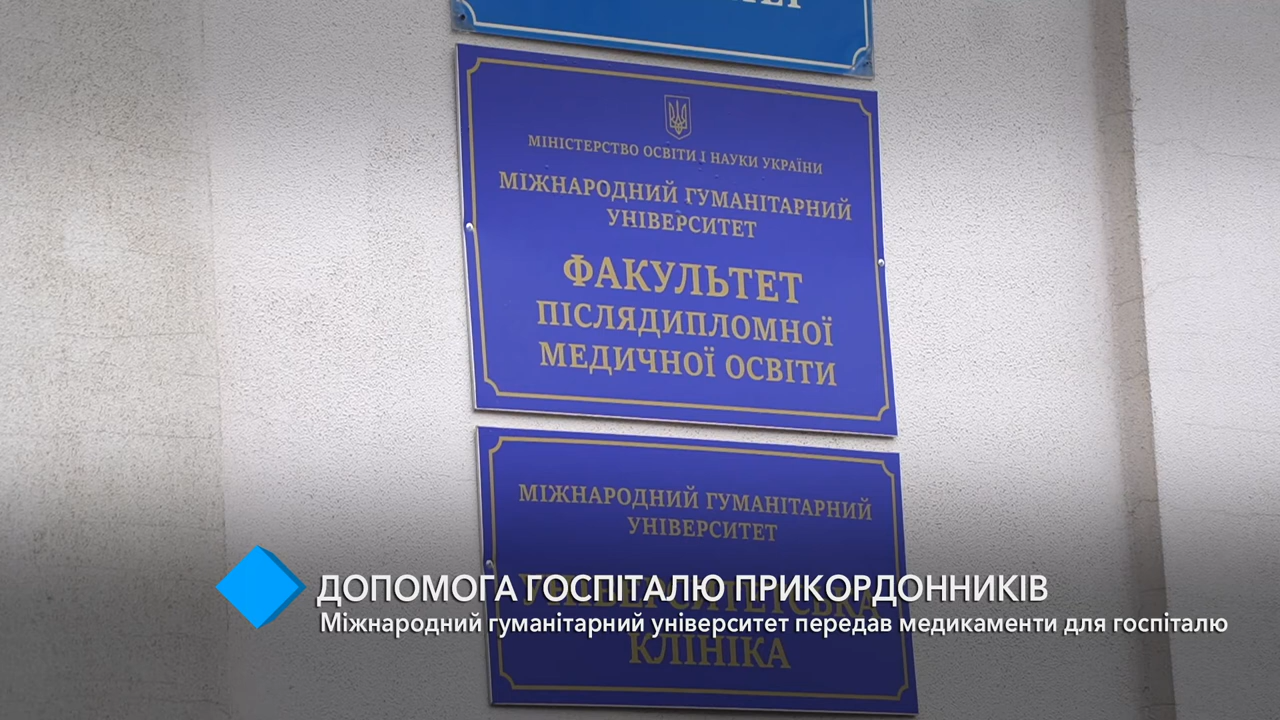 МІНІСТЕРСТВО ОСВІТИ І НАУКИ УКРАЇНИ
МІЖНАРОДНИЙ ГУМАНІТАРНИЙ
УНІВЕРСИТЕТ
ФАКУЛЬТЕТ
ПІСЛЯДИПЛОМНОЇ
МЕДИЧНОЇ ОСВІТИ
МІЖНАРОДНИЙ ГУМАНІТАРНИЙ
УНІВЕРСИТЕТ
УНІВЕРСИТЕТСЬКА
КЛІНІКА
ДОПОМОГА ГОСПІТАЛЮ ПРИКОРДОННИКІВ
Міжнародний гуманітарний університет передав медикаменти для госпіталю